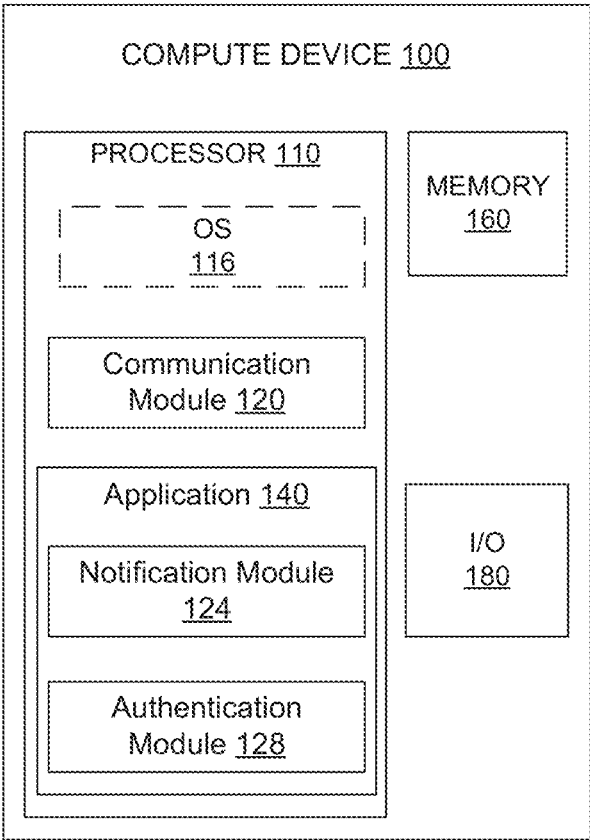 COMPUTE DEVICE 100
PROCESSOR 110
OS
116
Communication
Module 120
Application 140
Notification Module
124
Authentication
Module 128
MEMORY
160
I/O
180